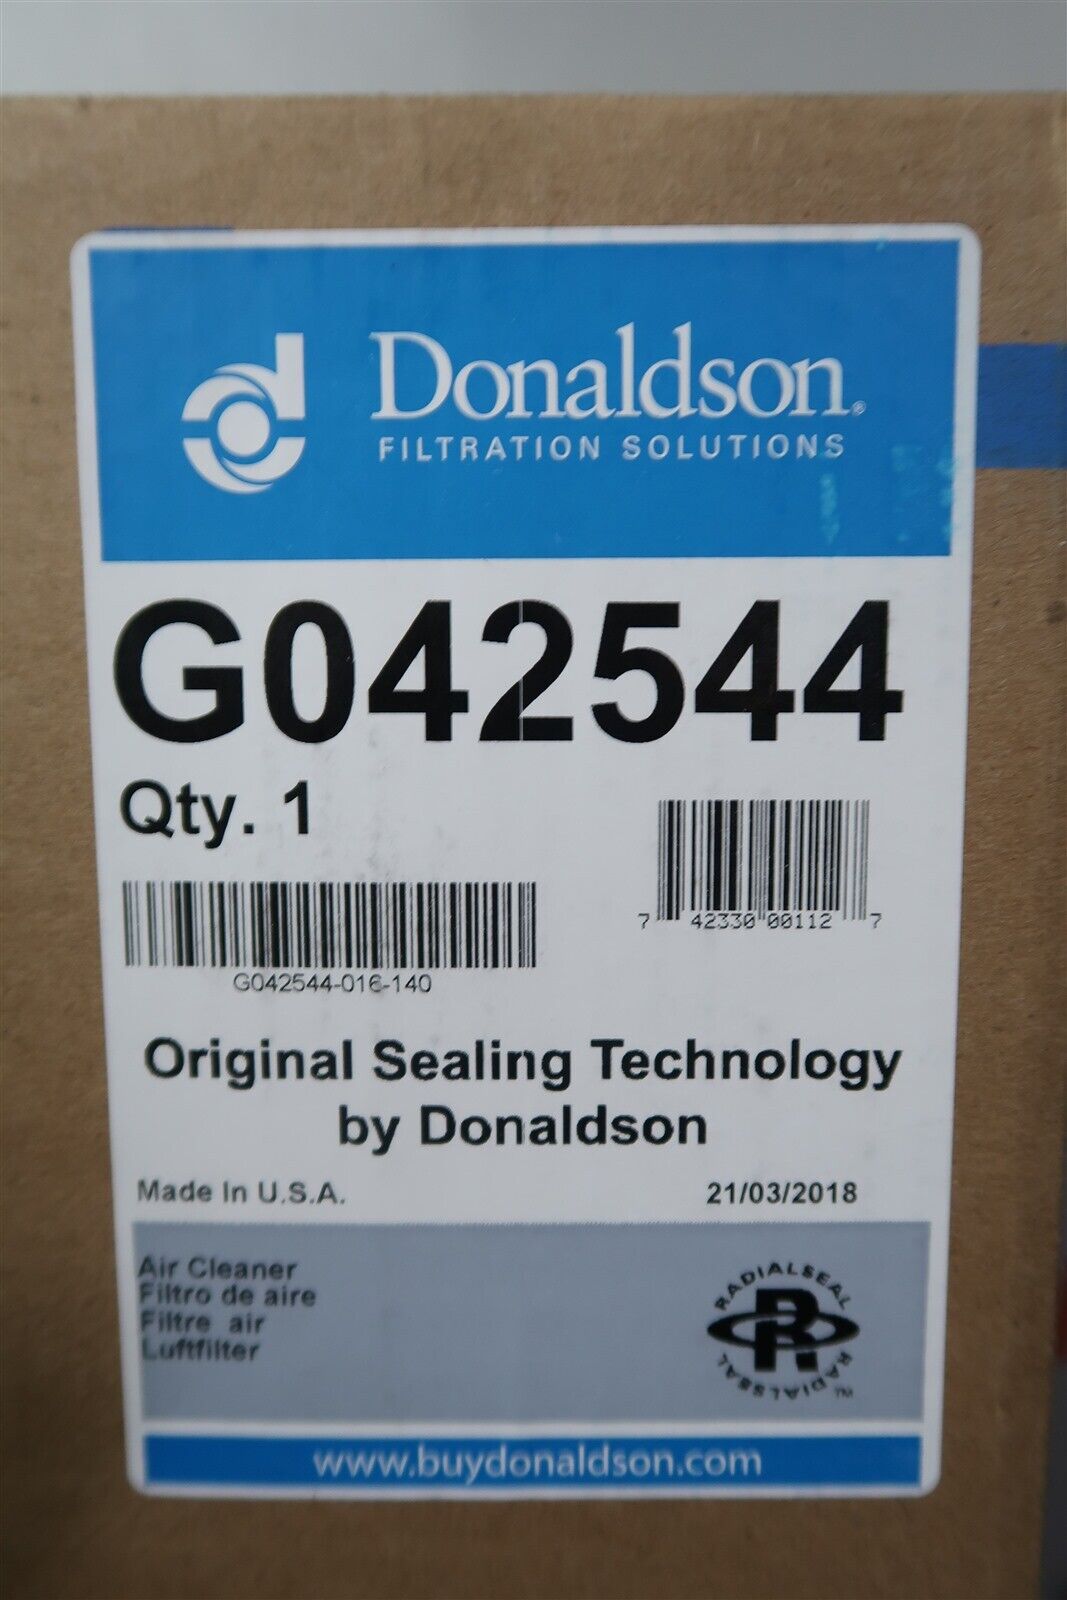 Donaldson®
FILTRATION SOLUTIONS
G042544
Qty. 1
7 42330 00112 7
G042544-016-140
Original Sealing Technology
by Donaldson
Made In U.S.A.
21/03/2018
Air Cleaner
Filtro de aire
Filtre air
Luftfilter
RADIALSEAL
R
RADIALSEAL™
www.buydonaldson.com